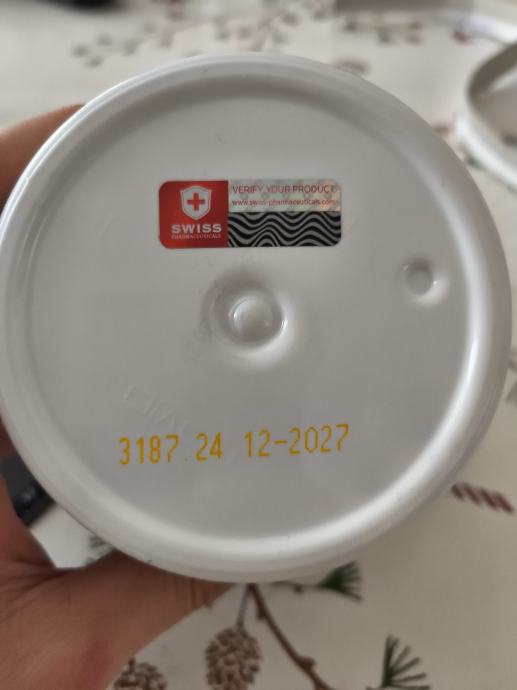 VERIFY YOUR PRODUCT
www.swiss-pharmaceuticals.com
SWISS
PHARMACEUTICALS
3187.24 12-2027